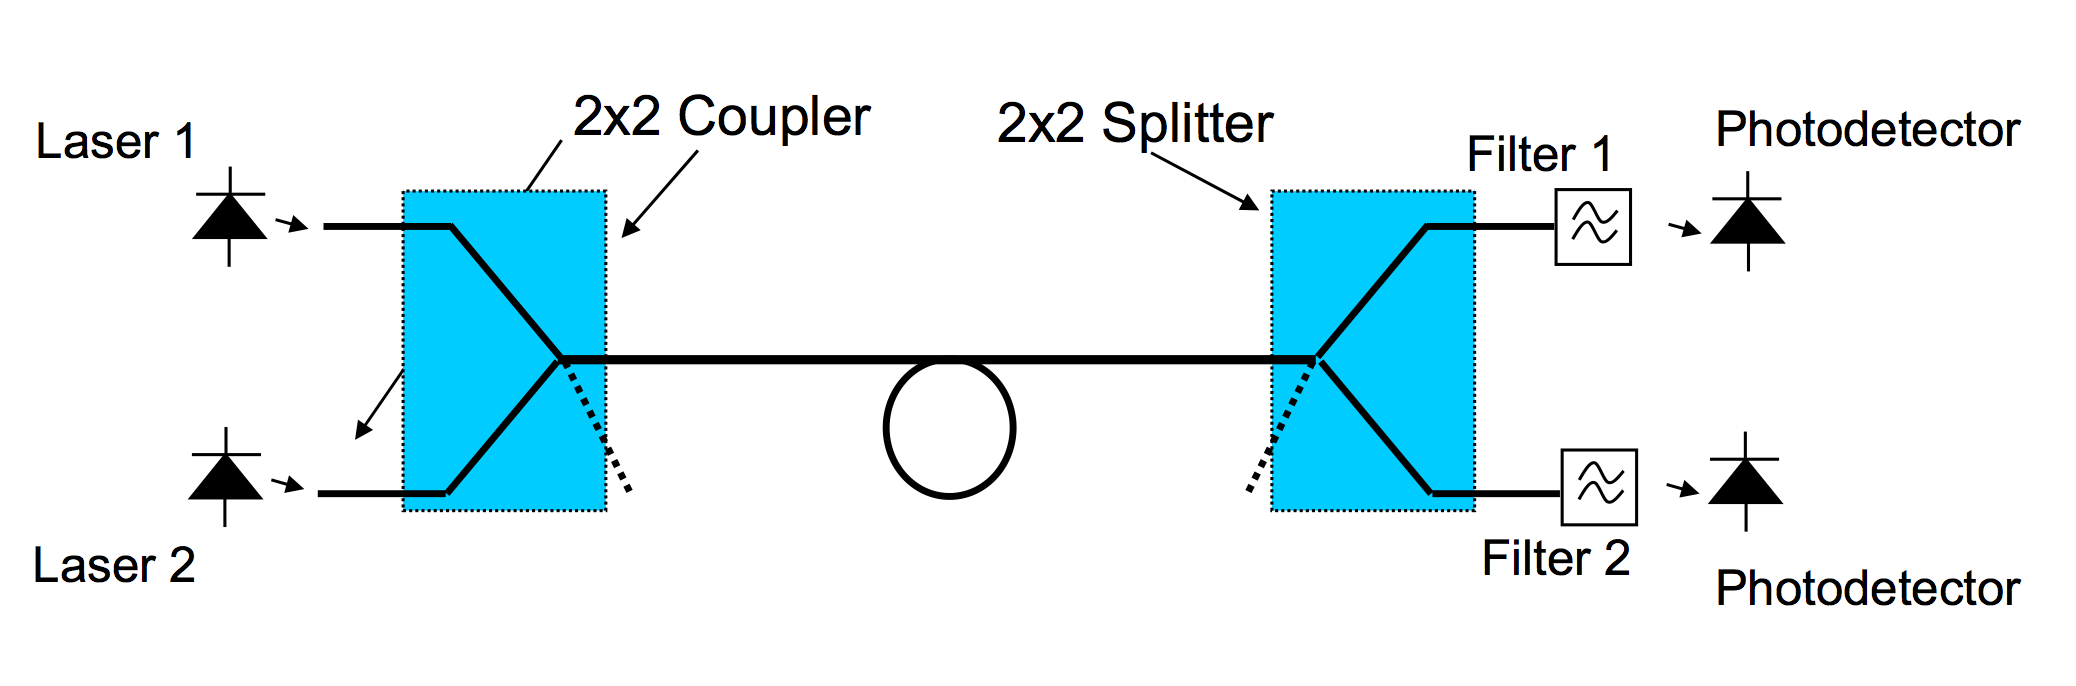 Laser 1
2x2 Coupler
2x2 Splitter
Filter 1
Photodetector
Laser 2
Filter 2
Photodetector